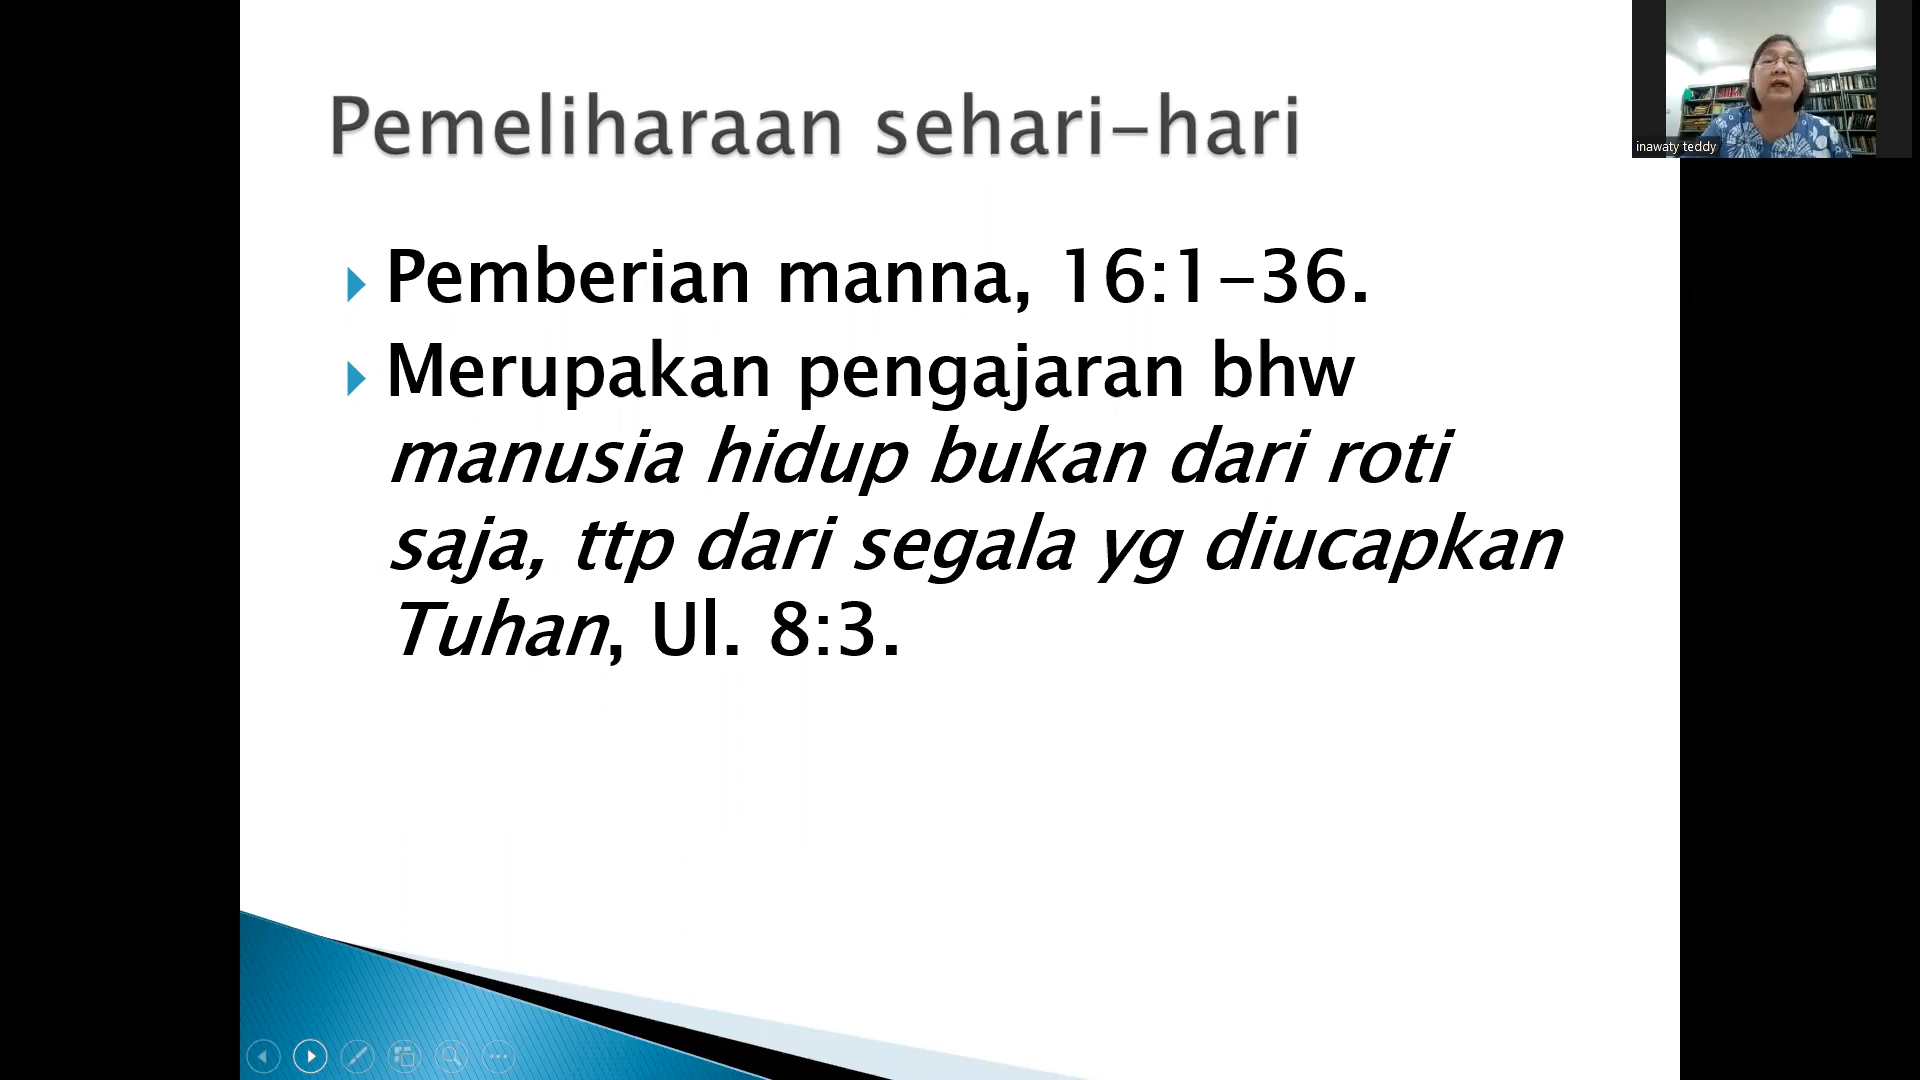 Pemeliharaan sehari-hari
Pemberian manna, 16:1-36.
Merupakan pengajaran bhw
manusia hidup bukan dari roti
saja, ttp dari segala yg diucapkan
Tuhan, Ul. 8:3.
inawaty teddy